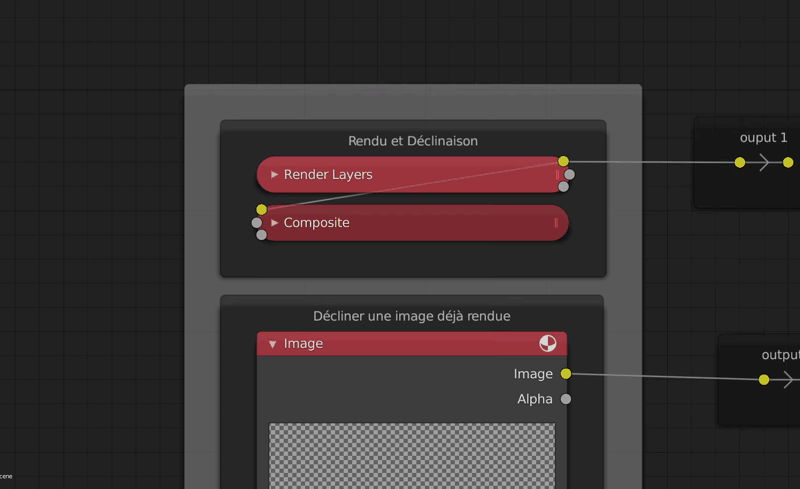 Rendu et Déclinaison
ouput 1
Render Layers
Composite
Décliner une image déjà rendue
Image
output
Image
Alpha
cene